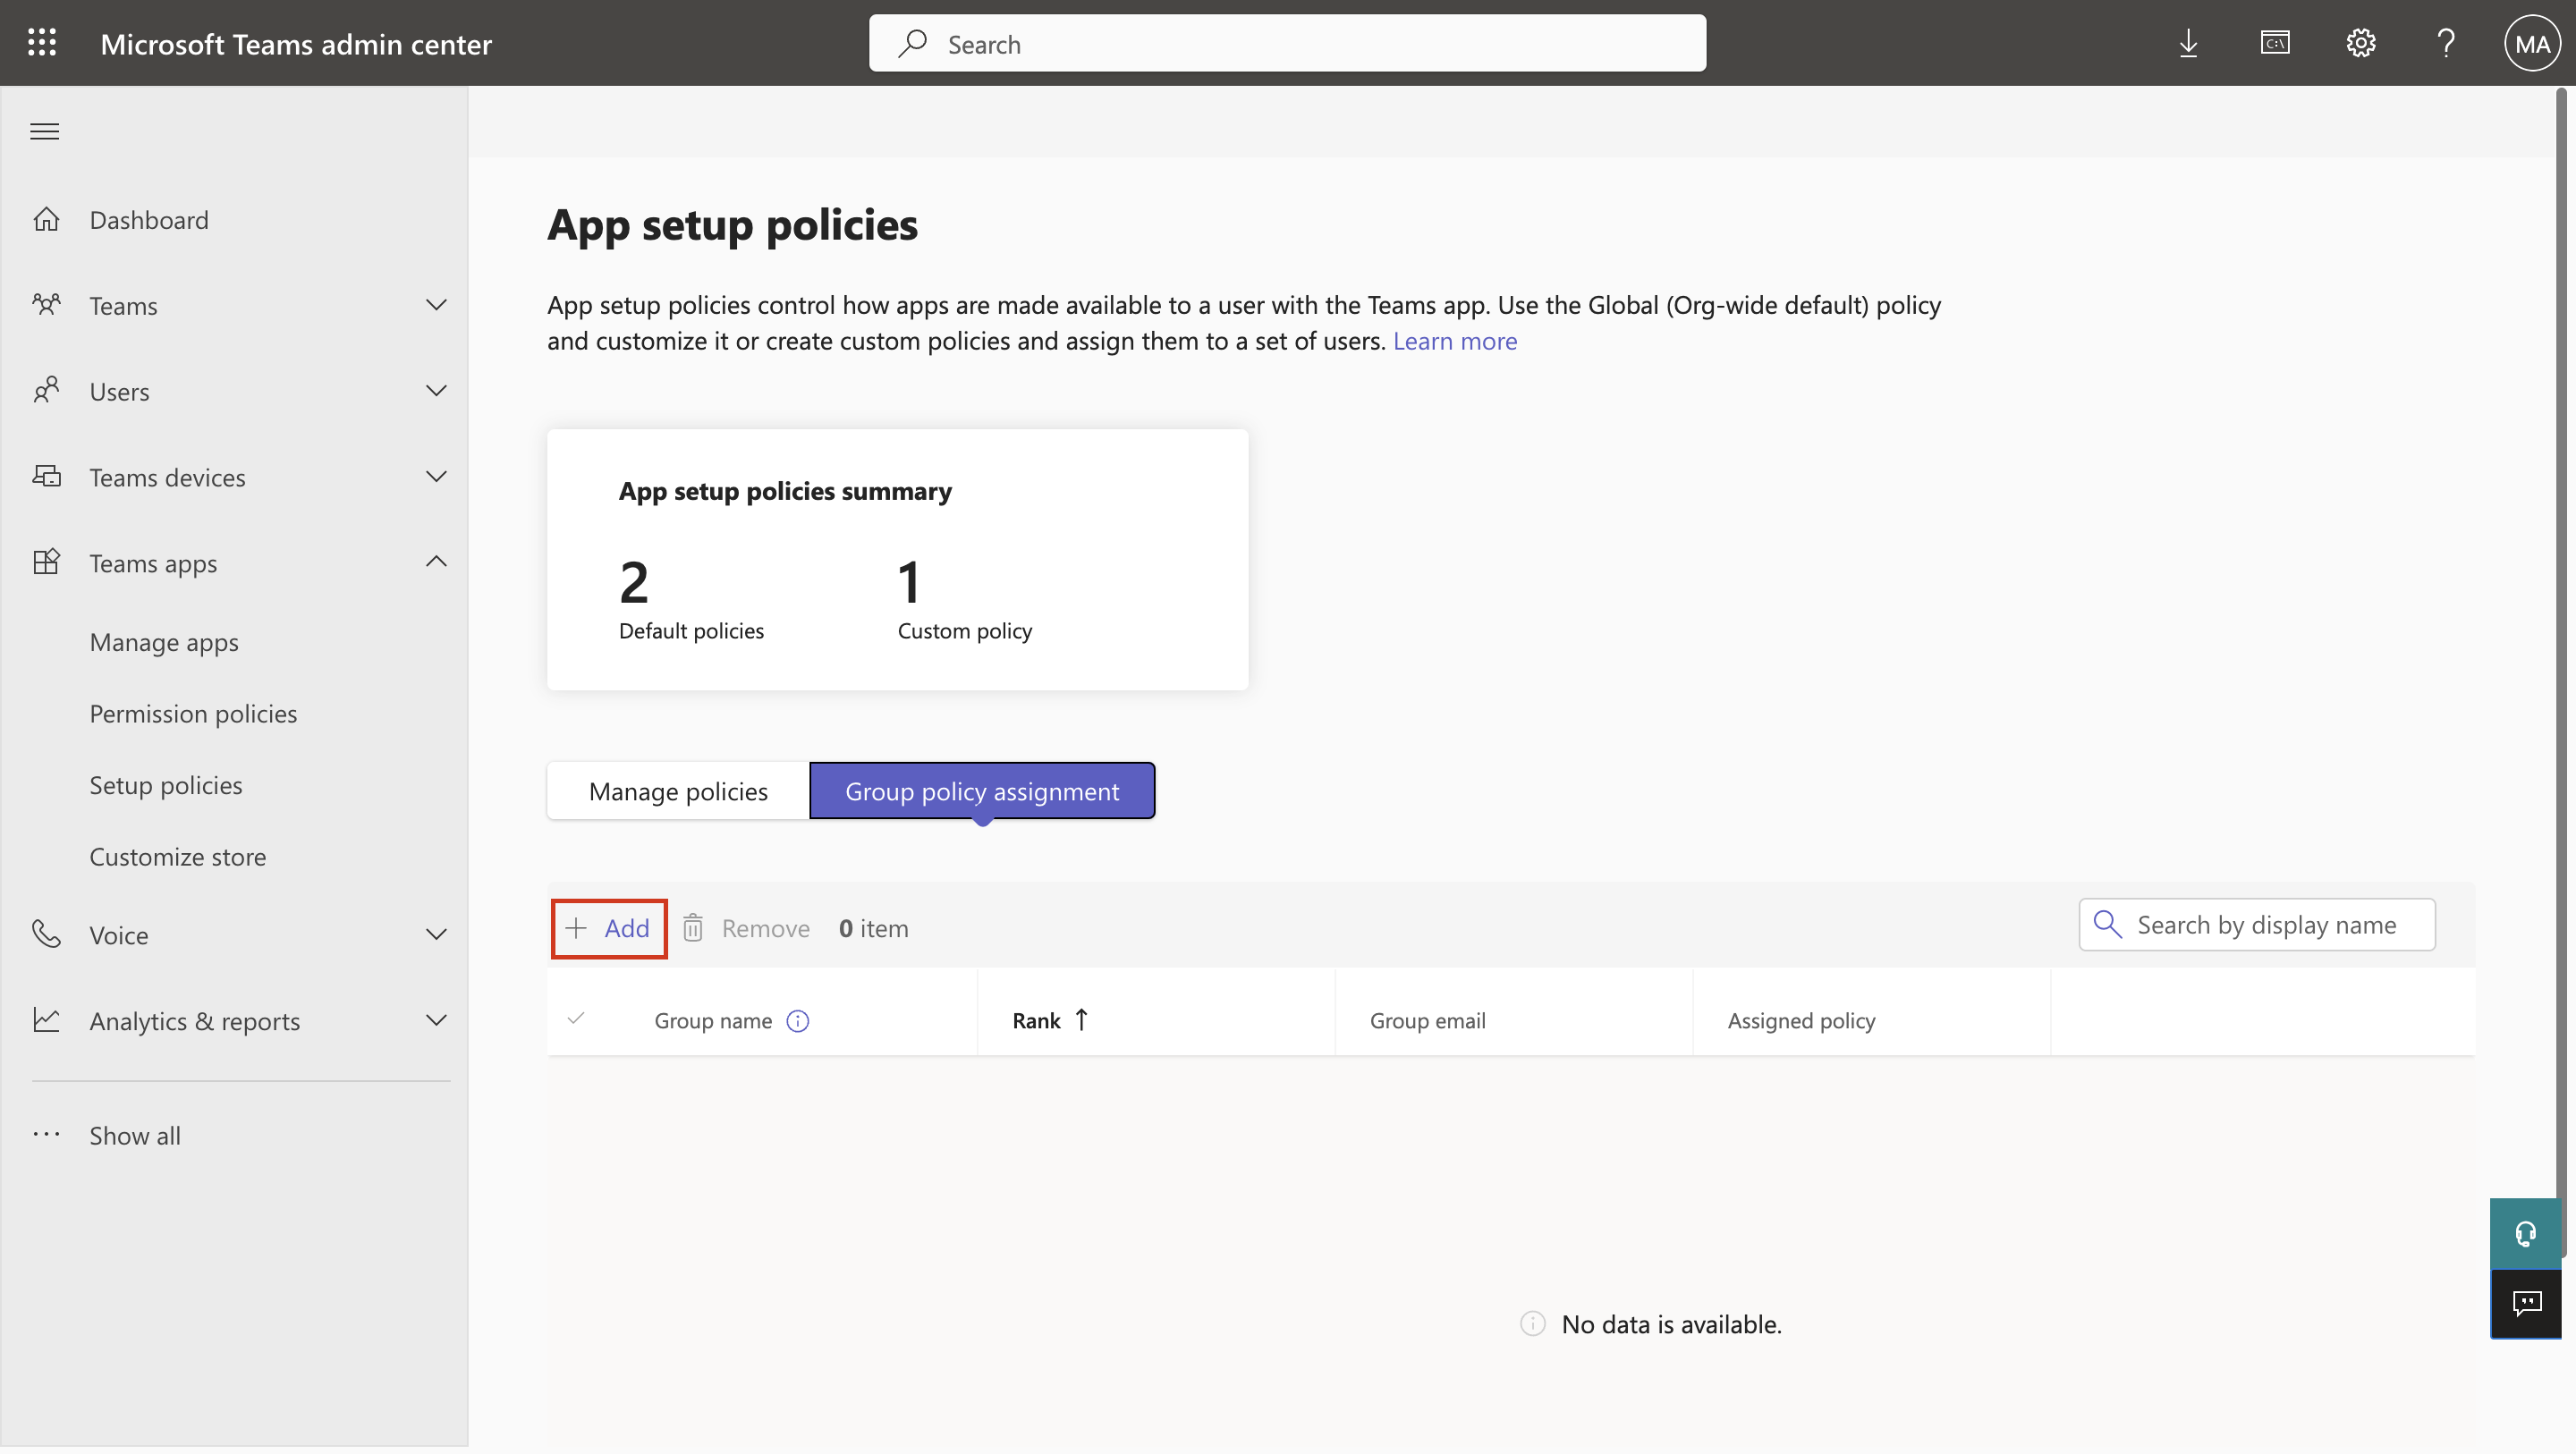 Microsoft Teams admin center
Search
C:\
MA
Dashboard
Teams
Users
Teams devices
Teams apps
Manage apps
Permission policies
Setup policies
Customize store
Voice
Analytics & reports
Show all
App setup policies
App setup policies control how apps are made available to a user with the Teams app. Use the Global (Org-wide default) policy
and customize it or create custom policies and assign them to a set of users. Learn more
App setup policies summary
2 1
Default policies Custom policy
Manage policies Group policy assignment
Add Remove 0 item Search by display name
Group name Rank ↑ Group email Assigned policy
No data is available.